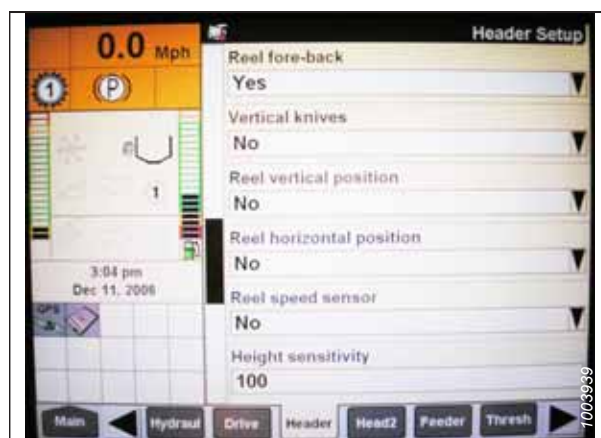 0.0 Mph
1
(P)
1
3:04 pm
Dec 11, 2006
GPS
Header Setup
Reel fore-back
Yes
Vertical knives
No
Reel vertical position
No
Reel horizontal position
No
Reel speed sensor
No
Height sensitivity
100
Main
Hydraul
Drive
Header
Head2
Feeder
Thresh
1003939